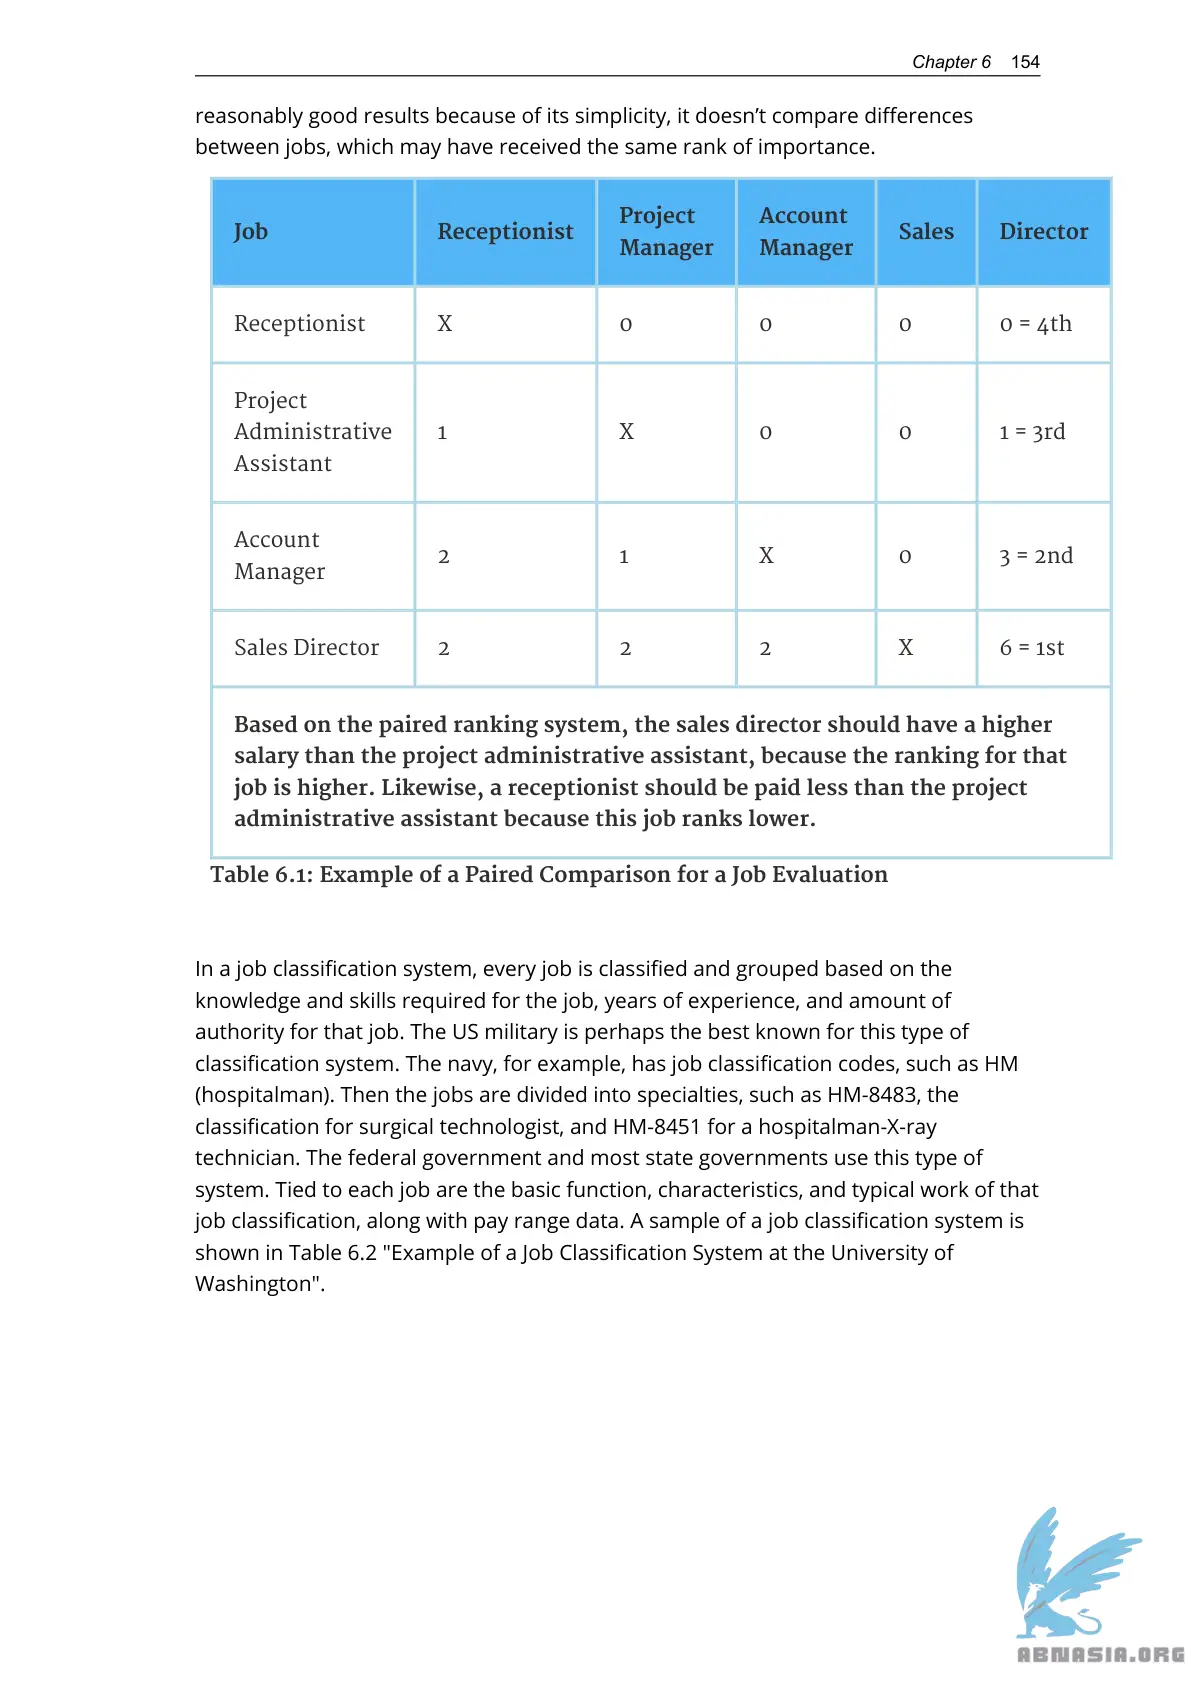 Chapter 6 154
reasonably good results because of its simplicity, it doesn’t compare differences
between jobs, which may have received the same rank of importance.
Job Receptionist Project Manager Account Manager Sales Director
Receptionist X 0 0 0 0 = 4th
Project Administrative Assistant 1 X 0 0 1 = 3rd
Account Manager 2 1 X 0 3 = 2nd
Sales Director 2 2 2 X 6 = 1st
Based on the paired ranking system, the sales director should have a higher
salary than the project administrative assistant, because the ranking for that
job is higher. Likewise, a receptionist should be paid less than the project
administrative assistant because this job ranks lower.
Table 6.1: Example of a Paired Comparison for a Job Evaluation
In a job classification system, every job is classified and grouped based on the
knowledge and skills required for the job, years of experience, and amount of
authority for that job. The US military is perhaps the best known for this type of
classification system. The navy, for example, has job classification codes, such as HM
(hospitalman). Then the jobs are divided into specialties, such as HM-8483, the
classification for surgical technologist, and HM-8451 for a hospitalman-X-ray
technician. The federal government and most state governments use this type of
system. Tied to each job are the basic function, characteristics, and typical work of that
job classification, along with pay range data. A sample of a job classification system is
shown in Table 6.2 "Example of a Job Classification System at the University of
Washington".
ABNASIA.ORG